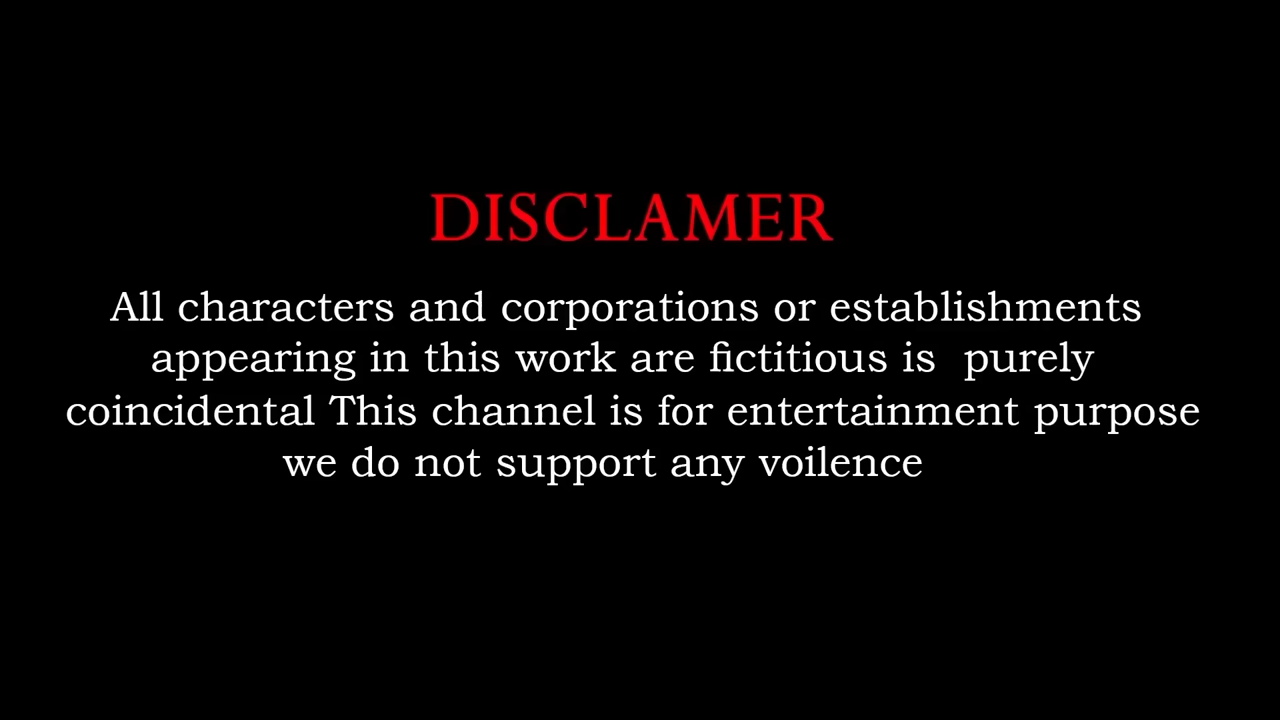 DISCLAMER
All characters and corporations or establishments
appearing in this work are fictitious is  purely
coincidental This channel is for entertainment purpose
we do not support any voilence